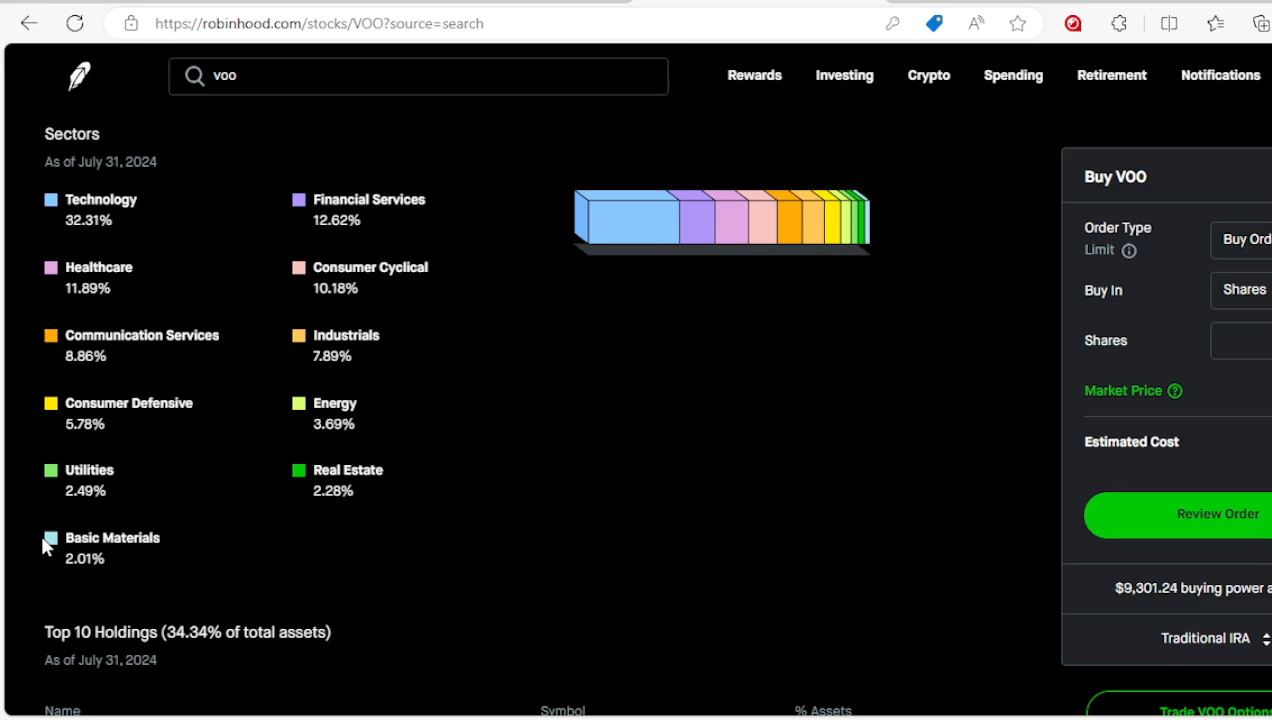 https://robinhood.com/stocks/VOO?source=search
voo
Rewards Investing Crypto Spending Retirement Notifications
Sectors
As of July 31, 2024
Technology
32.31%
Financial Services
12.62%
Healthcare
11.89%
Consumer Cyclical
10.18%
Communication Services
8.86%
Industrials
7.89%
Consumer Defensive
5.78%
Energy
3.69%
Utilities
2.49%
Real Estate
2.28%
Basic Materials
2.01%
Top 10 Holdings (34.34% of total assets)
As of July 31, 2024
Name Symbol % Assets
Buy VOO
Order Type
Limit
Buy Ord
Buy In Shares
Shares
Market Price
Estimated Cost
Review Order
$9,301.24 buying power a
Traditional IRA
Trade VOO Options